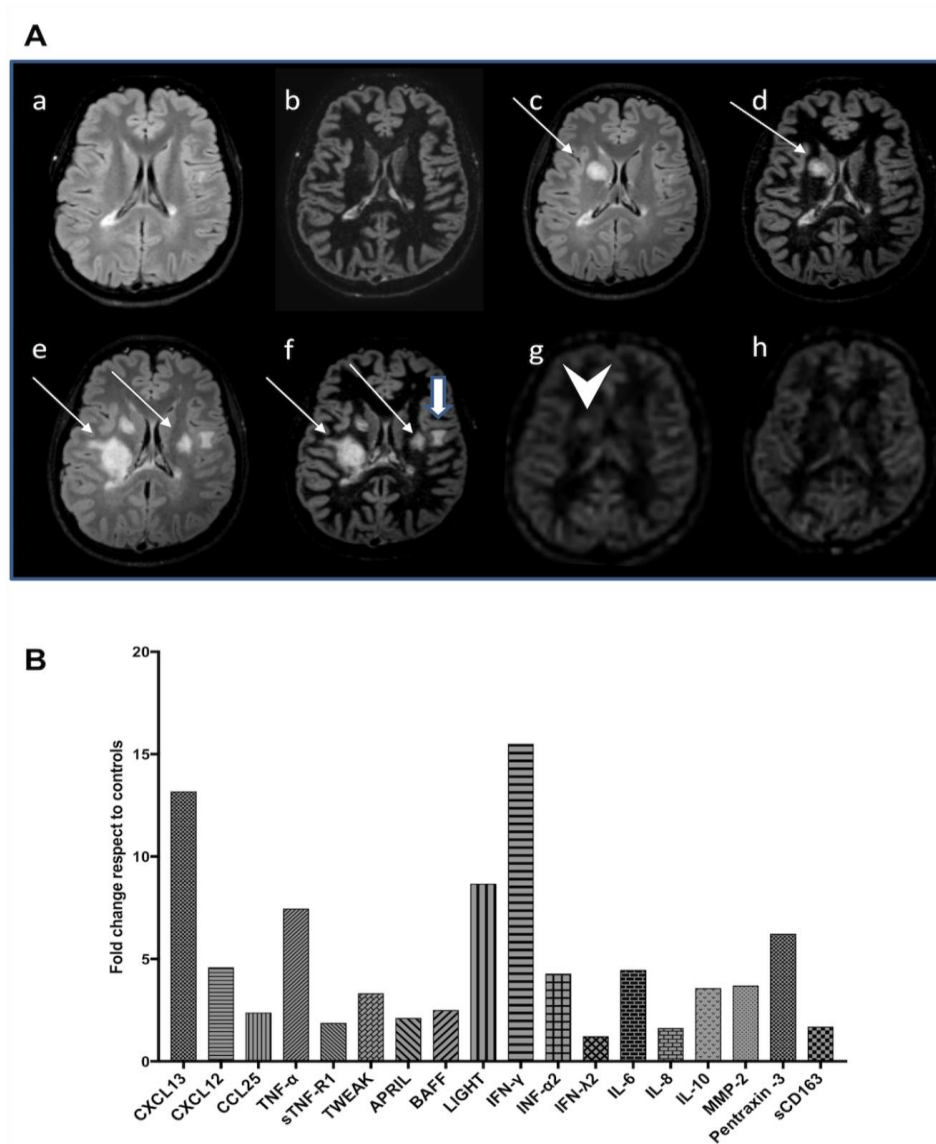 A
a
b
c
d
e
f
g
h
B
Fold change respect to controls
20
15
10
5
0
CXCL13
CXCL12
CCL25
TNF-α
sTNF-R1
TWEAK
APRIL
BAFF
LIGHT
IFN-γ
INF-α2
IFN-λ2
IL-6
IL-8
IL-10
MMP-2
Pentraxin -3
sCD163